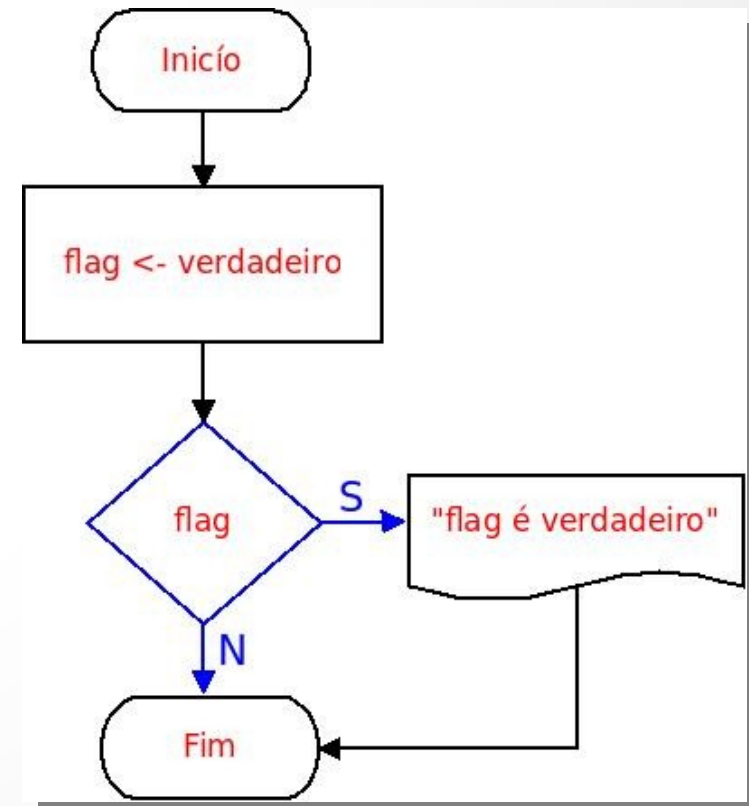 Inicío
flag <- verdadeiro
flag
S
"flag é verdadeiro"
N
Fim